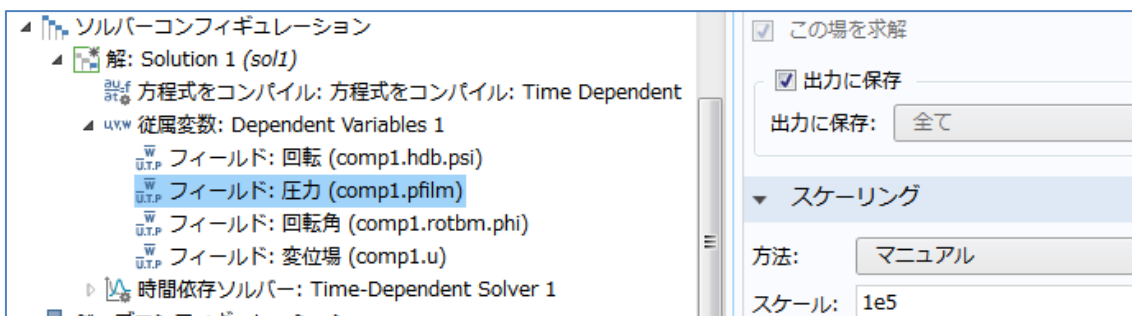 ソルバーコンフィギュレーション
解: Solution 1 (sol1)
方程式をコンパイル: 方程式をコンパイル: Time Dependent
従属変数: Dependent Variables 1
フィールド: 回転 (comp1.hdb.psi)
フィールド: 圧力 (comp1.pfilm)
フィールド: 回転角 (comp1.rotbm.phi)
フィールド: 変位場 (comp1.u)
時間依存ソルバー: Time-Dependent Solver 1
この場を求解
出力に保存
出力に保存: 全て
スケーリング
方法: マニュアル
スケール: 1e5